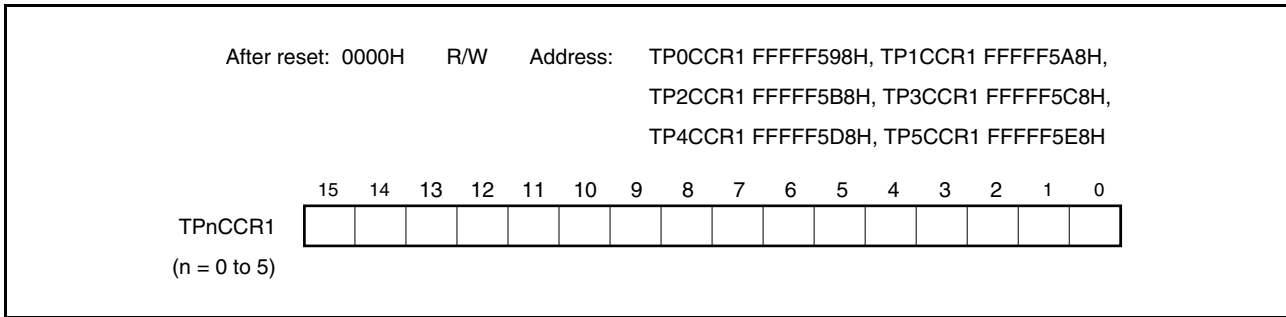 After reset: 0000H R/W Address: TP0CCR1 FFFFF598H, TP1CCR1 FFFFF5A8H,
TP2CCR1 FFFFF5B8H, TP3CCR1 FFFFF5C8H,
TP4CCR1 FFFFF5D8H, TP5CCR1 FFFFF5E8H
15 14 13 12 11 10 9 8 7 6 5 4 3 2 1 0
TPnCCR1
(n = 0 to 5)